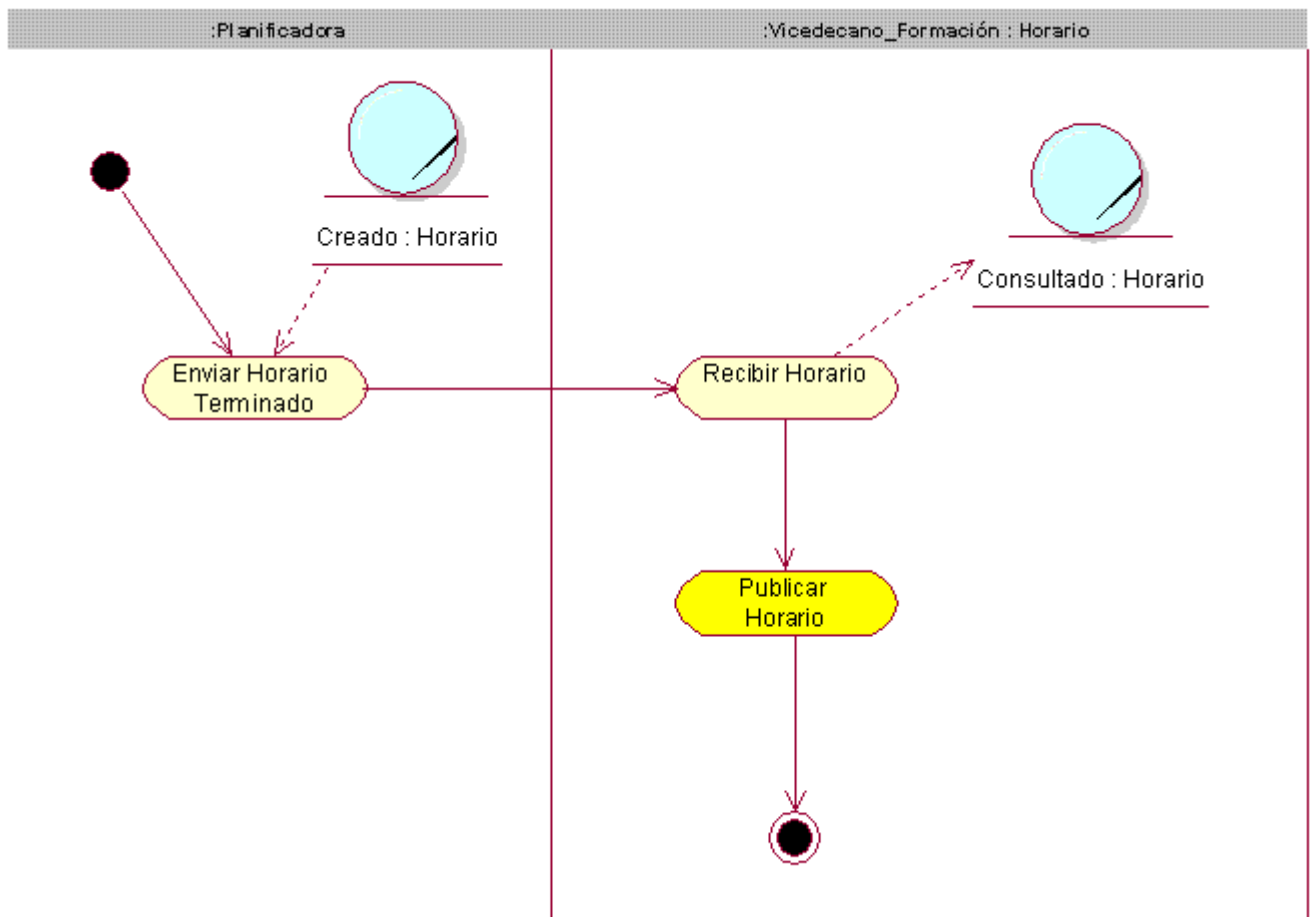 :Planificadora
:Vicedecano_Formación : Horario
Creado : Horario
Consultado : Horario
Enviar Horario
Terminado
Recibir Horario
Publicar
Horario